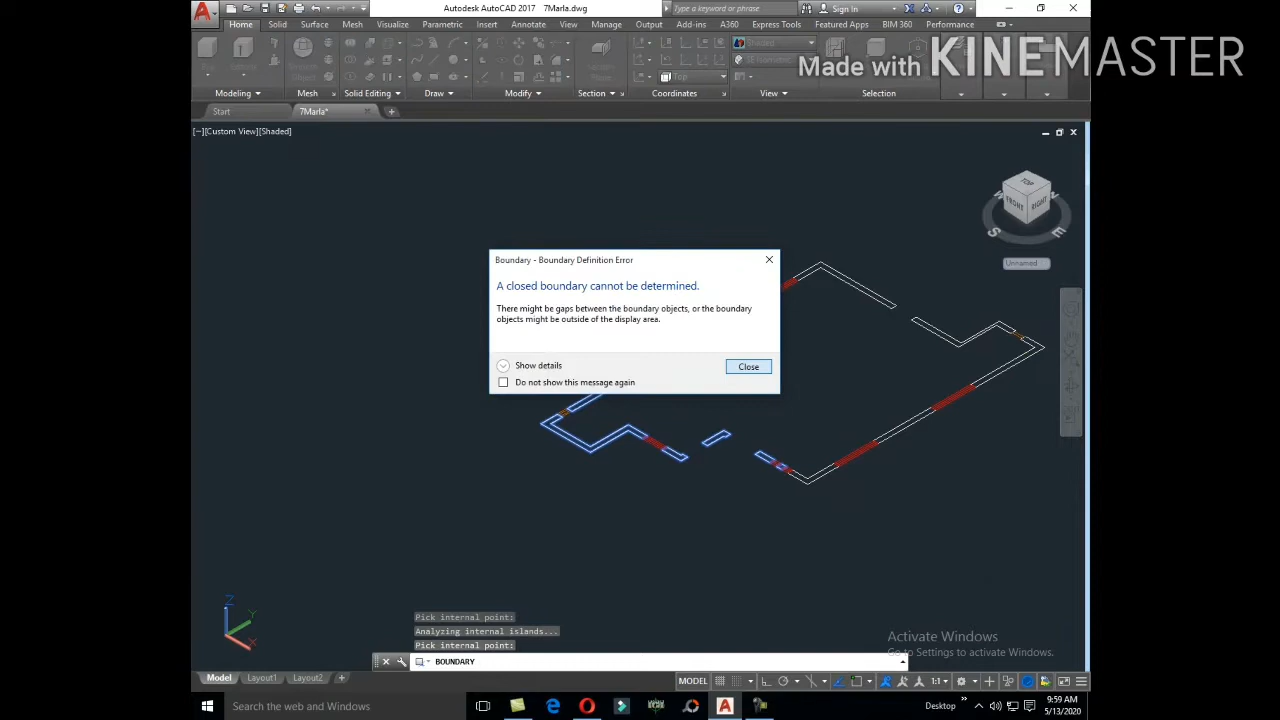 Autodesk AutoCAD 2017 7Marla.dwg
Type a keyword or phrase
Sign In
Home Solid Surface Mesh Visualize Parametric Insert Annotate View Manage Output Add-ins A360 Express Tools Featured Apps BIM 360 Performance
Shaded
Top
Made with KINEMASTER
Modeling Mesh Solid Editing Draw Modify Section Coordinates View Selection
Start 7Marla*
[−][Custom View][Shaded]
TOP
FRONT RIGHT
S E
Unnamed
Boundary - Boundary Definition Error
A closed boundary cannot be determined.
There might be gaps between the boundary objects, or the boundary
objects might be outside of the display area.
Show details
Close
Do not show this message again
Z
Y
X
Pick internal point:
Analyzing internal islands...
Pick internal point:
BOUNDARY
Activate Windows
Go to Settings to activate Windows.
Model Layout1 Layout2
MODEL
1:1
Search the web and Windows
Desktop
9:59 AM
5/13/2020